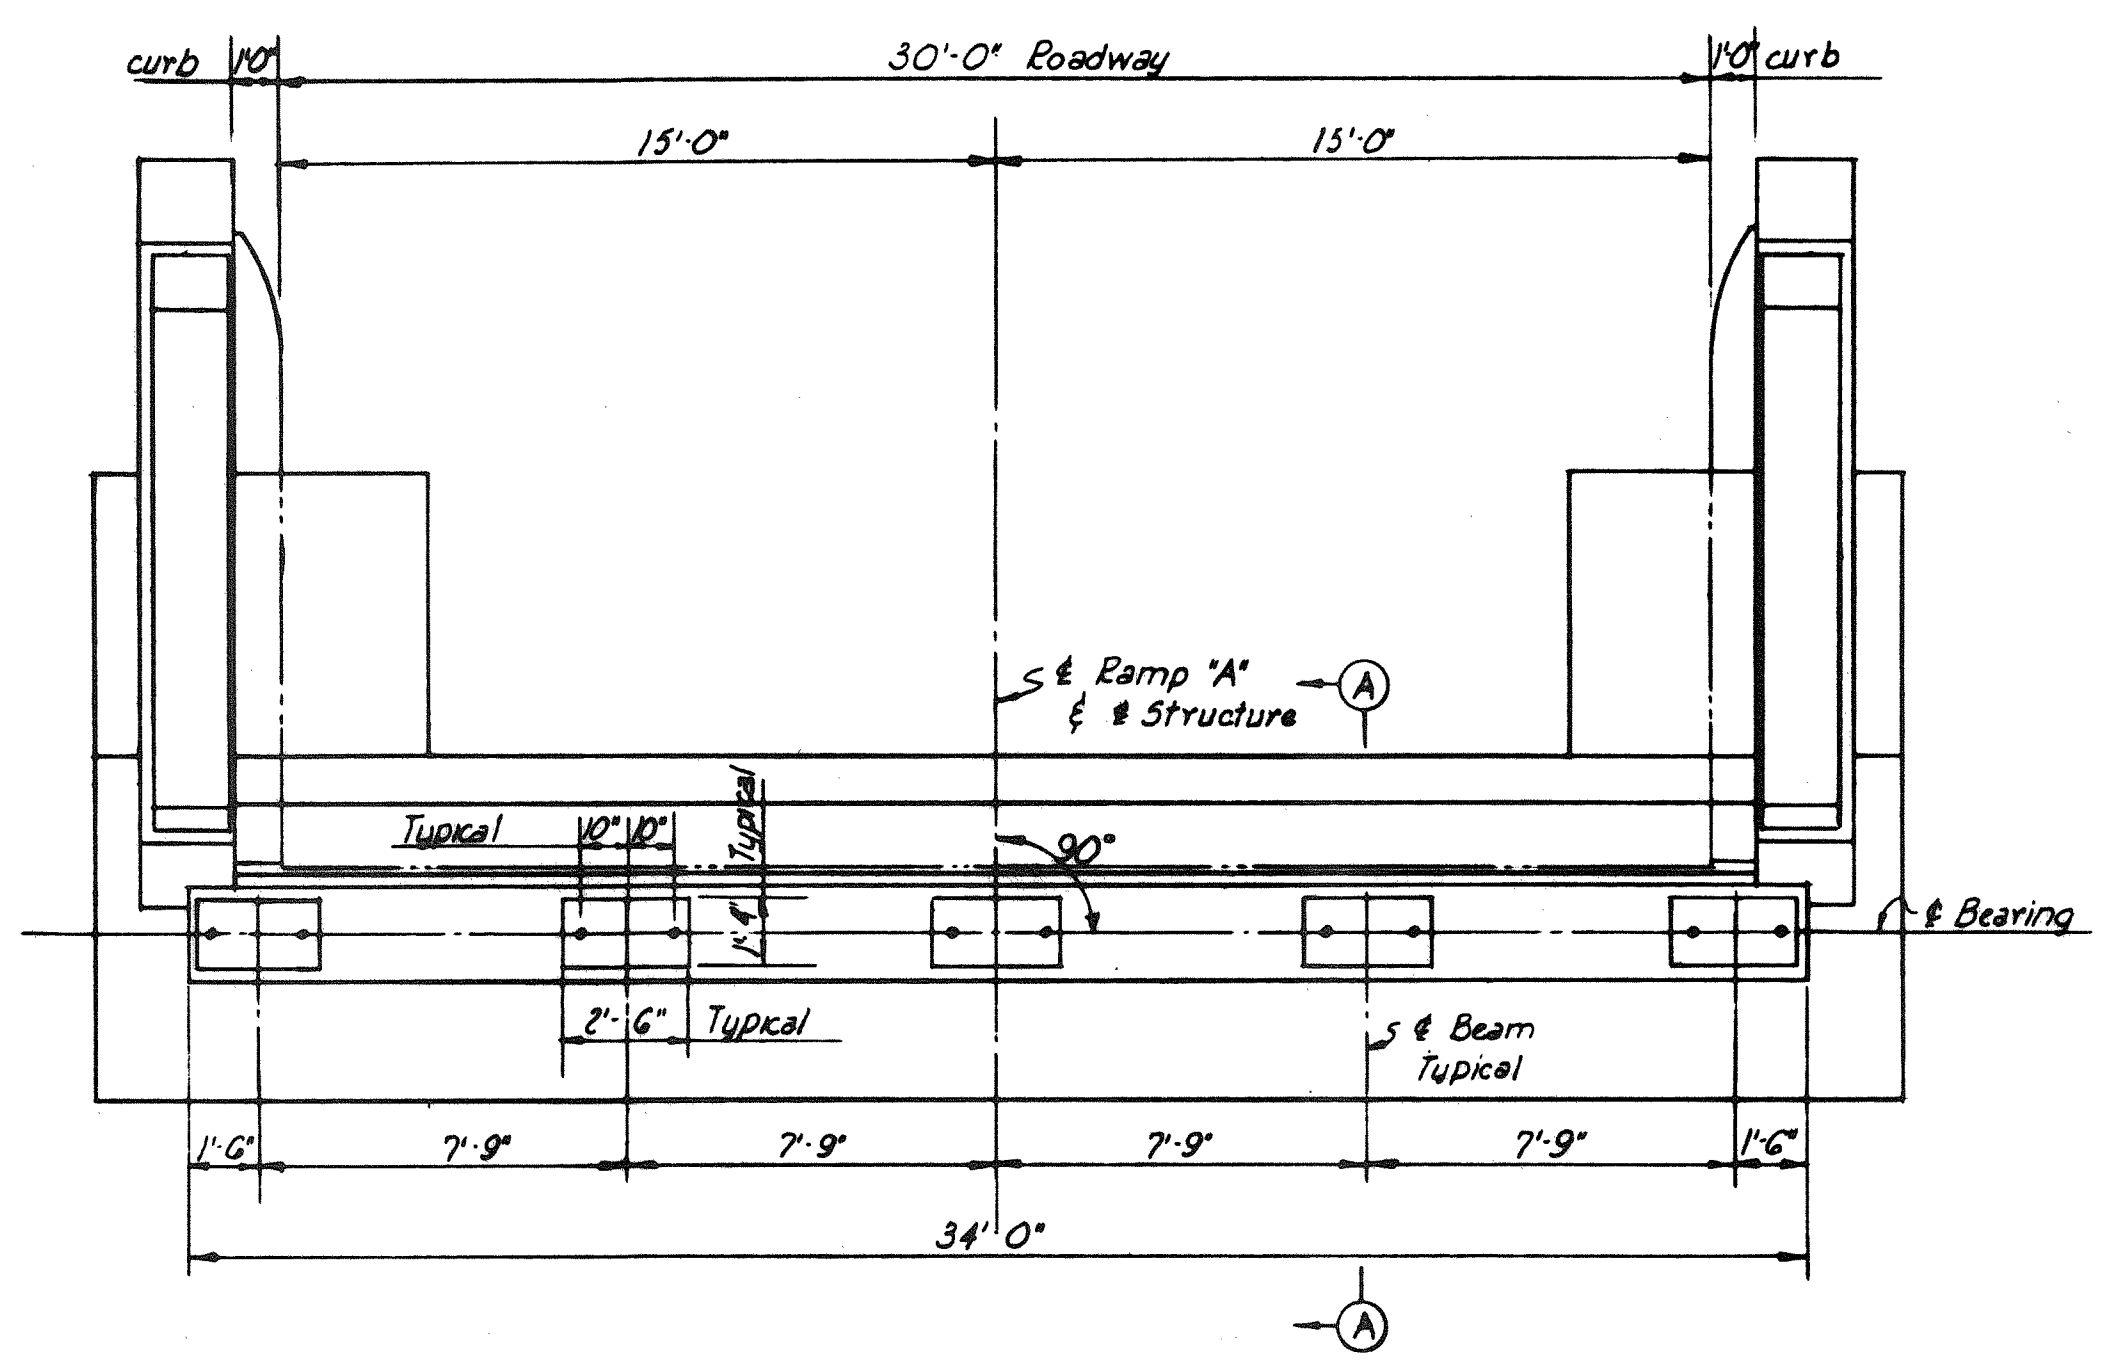 curb 1'0" 30'-0" Roadway 1'-0" curb
15'-0" 15'-0"
℄ Ramp "A"
& ℄ Structure
A
Typical 10" 10"
Typical
90°
1'-4"
℄ Bearing
2'-6" Typical
℄ Beam
Typical
1'-6" 7'-9" 7'-9" 7'-9" 7'-9" 1'-6"
34'-0"
A